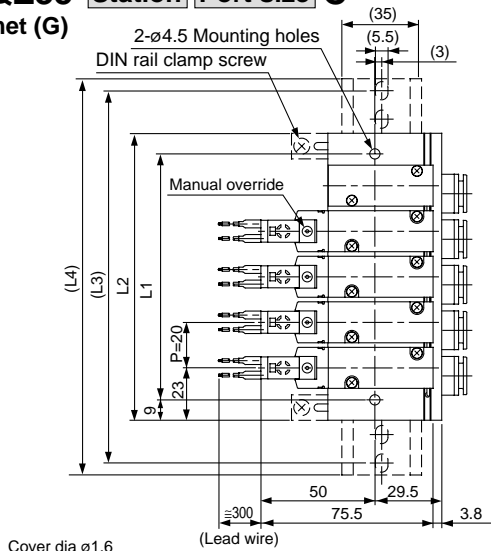 Station Port size
net (G)
(35)
2-ø4.5 Mounting holes
(5.5)
DIN rail clamp screw
(3)
Manual override
(L4)
(L3)
L2
L1
P=20
23
9
50
29.5
≅300
75.5
3.8
(Lead wire)
Cover dia ø1.6